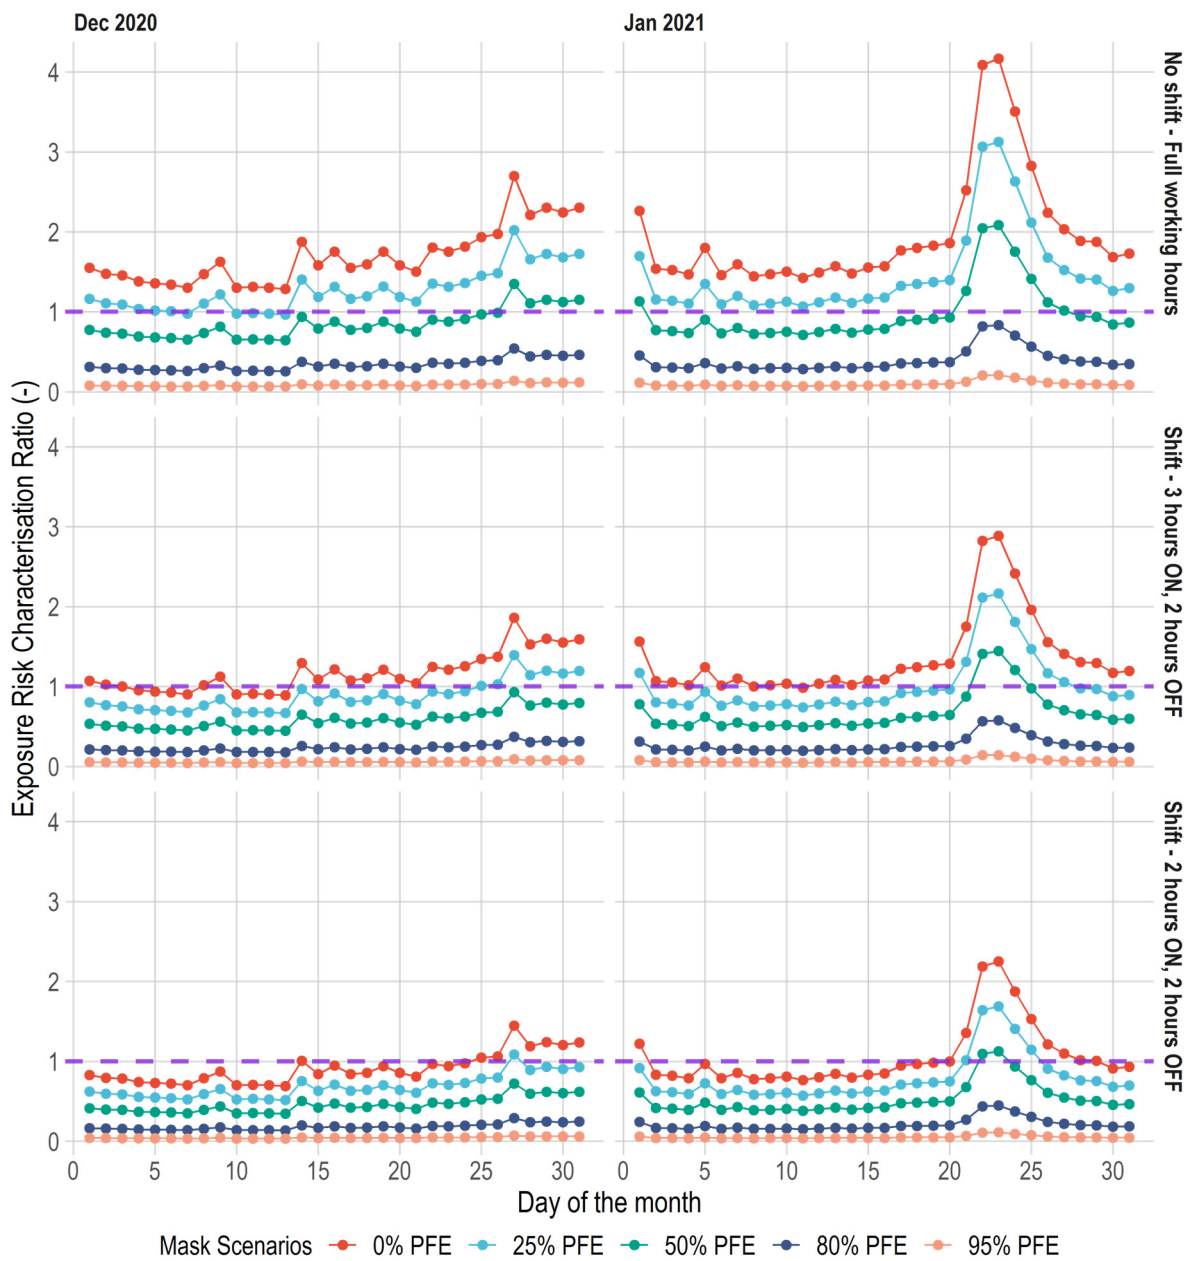 Dec 2020
Jan 2021
4
3
2
1
0
No shift - Full working hours
4
3
2
1
0
Shift - 3 hours ON, 2 hours OFF
4
3
2
1
0
Shift - 2 hours ON, 2 hours OFF
Exposure Risk Characterisation Ratio (-)
0 5 10 15 20 25 30
0 5 10 15 20 25 30
Day of the month
Mask Scenarios 0% PFE 25% PFE 50% PFE 80% PFE 95% PFE